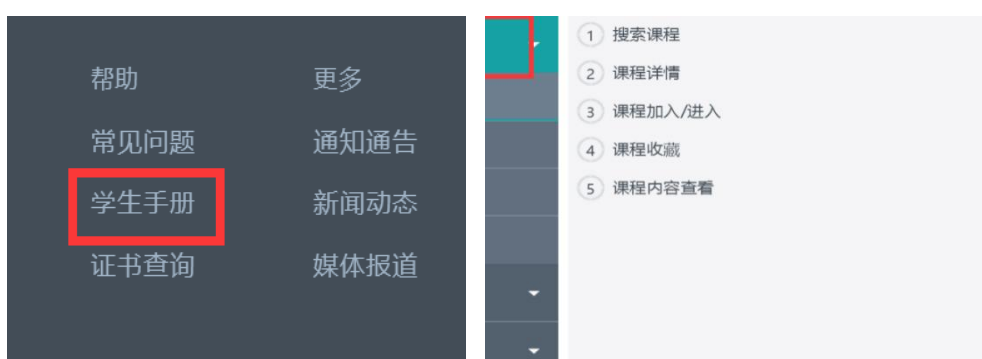 帮助 更多
常见问题 通知通告
学生手册 新闻动态
证书查询 媒体报道
1 搜索课程
2 课程详情
3 课程加入/进入
4 课程收藏
5 课程内容查看